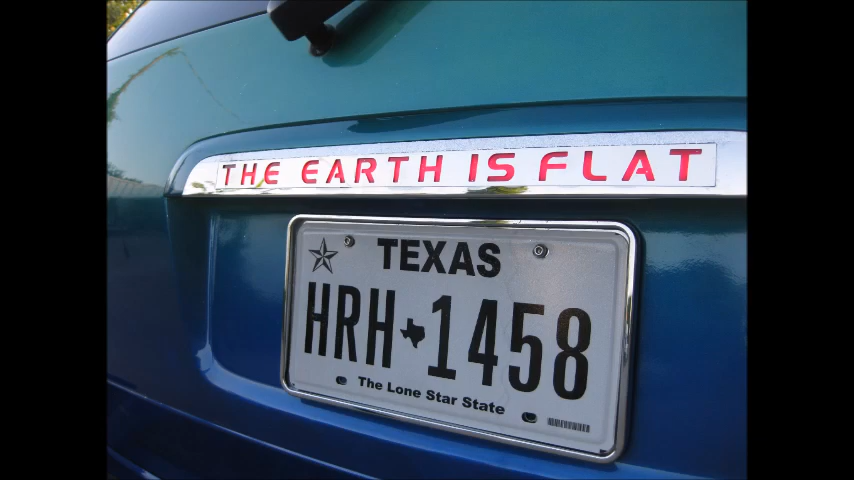 THE EARTH IS FLAT
TEXAS
HRH 1458
The Lone Star State